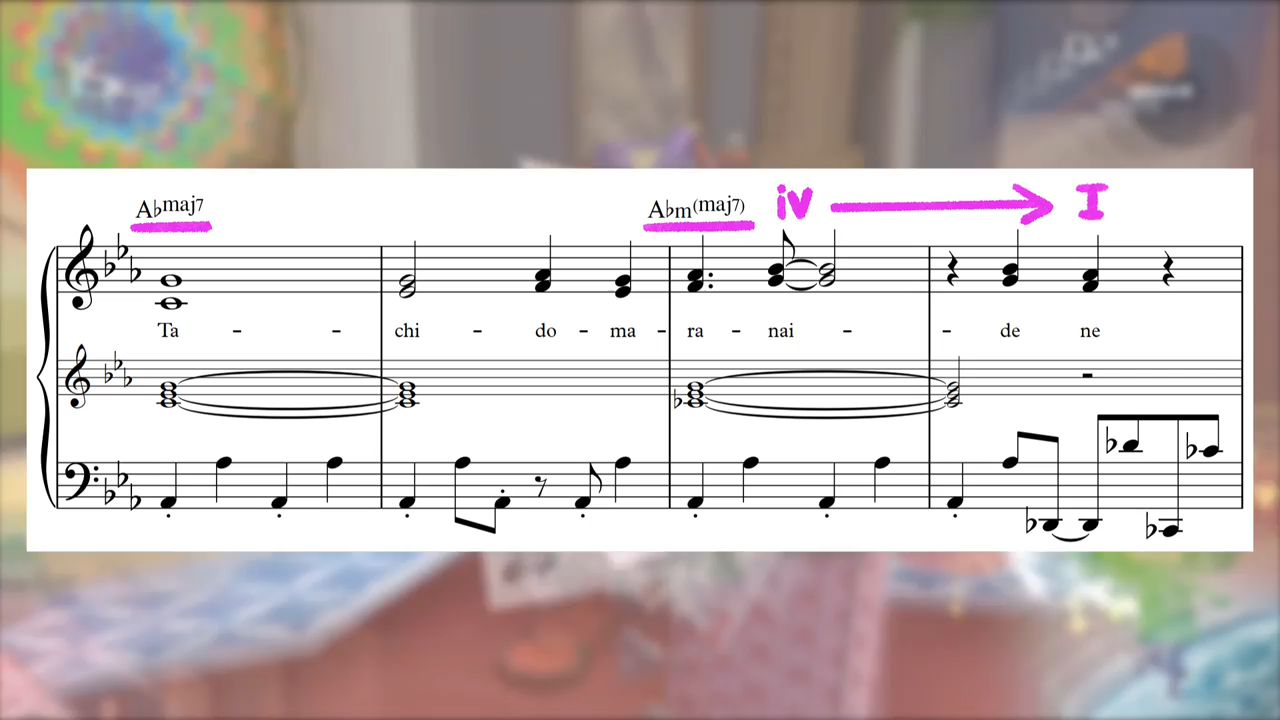 A♭maj7 A♭m(maj7) iv I
Ta - - chi - do - ma - ra - nai - - de ne